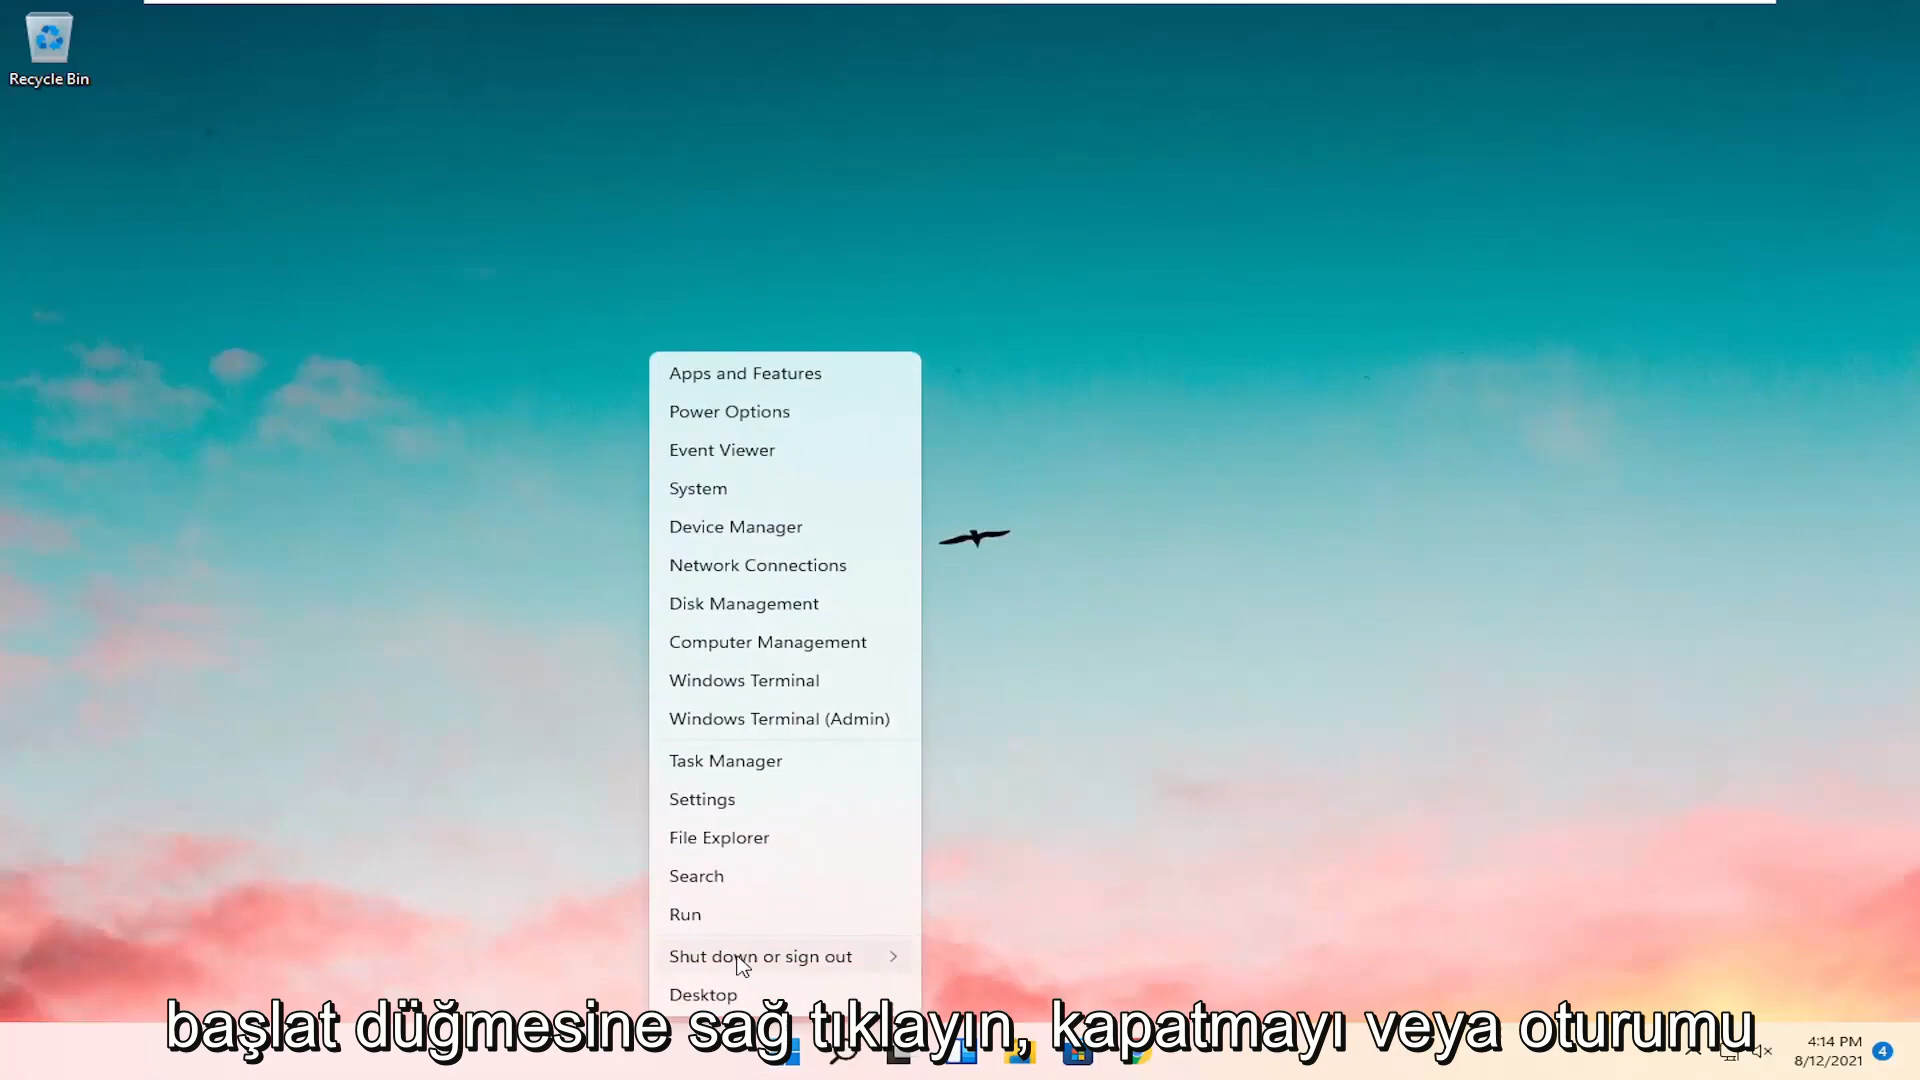 Recycle Bin
Apps and Features
Power Options
Event Viewer
System
Device Manager
Network Connections
Disk Management
Computer Management
Windows Terminal
Windows Terminal (Admin)
Task Manager
Settings
File Explorer
Search
Run
Shut down or sign out
Desktop
başlat düğmesine sağ tıklayın, kapatmayı veya oturumu
4:14 PM
8/12/2021
4